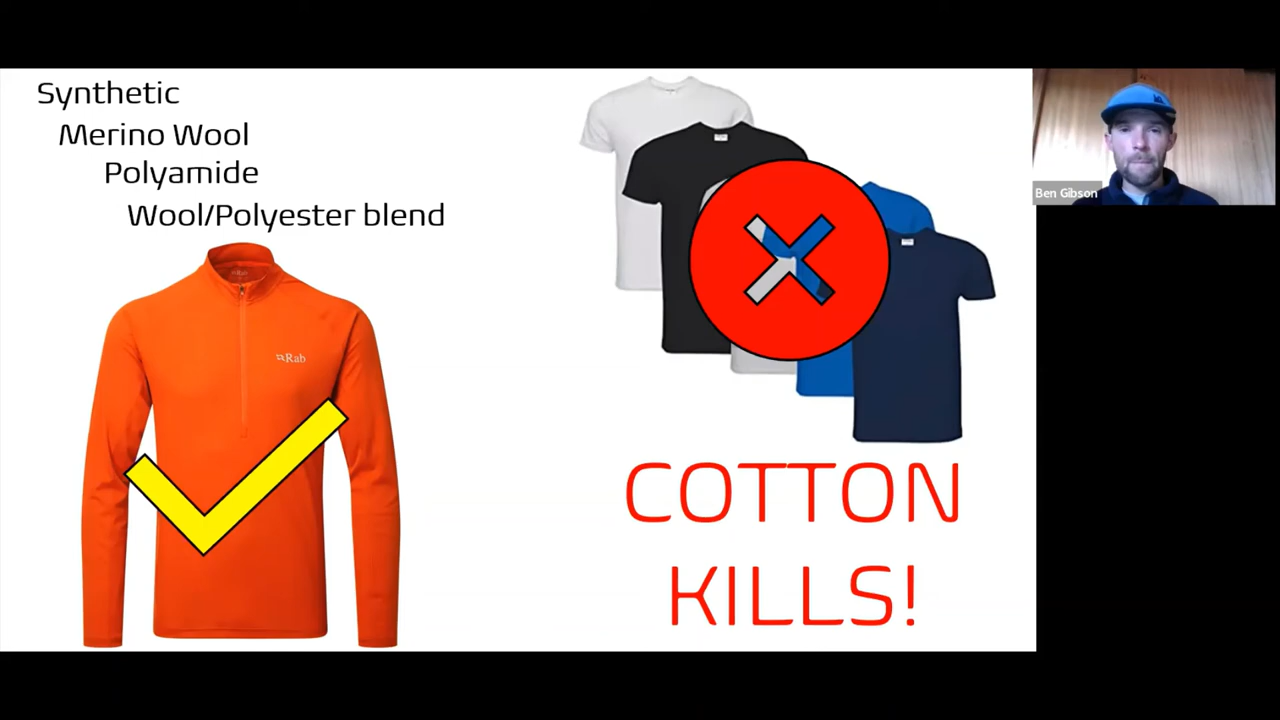 Synthetic
Merino Wool
Polyamide
Wool/Polyester blend
Rab
COTTON
KILLS!
Ben Gibson